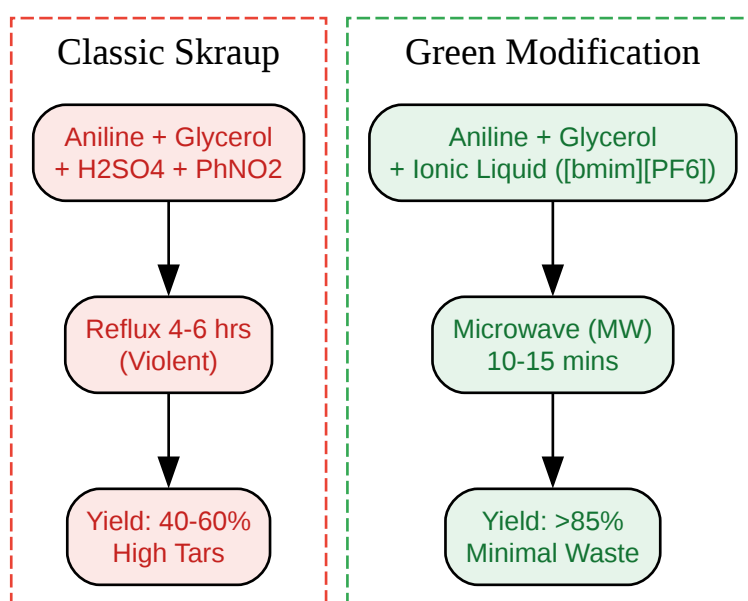 Classic Skraup
Aniline + Glycerol
+ H2SO4 + PhNO2
Reflux 4-6 hrs
(Violent)
Yield: 40-60%
High Tars
Green Modification
Aniline + Glycerol
+ Ionic Liquid ([bmim][PF6])
Microwave (MW)
10-15 mins
Yield: >85%
Minimal Waste